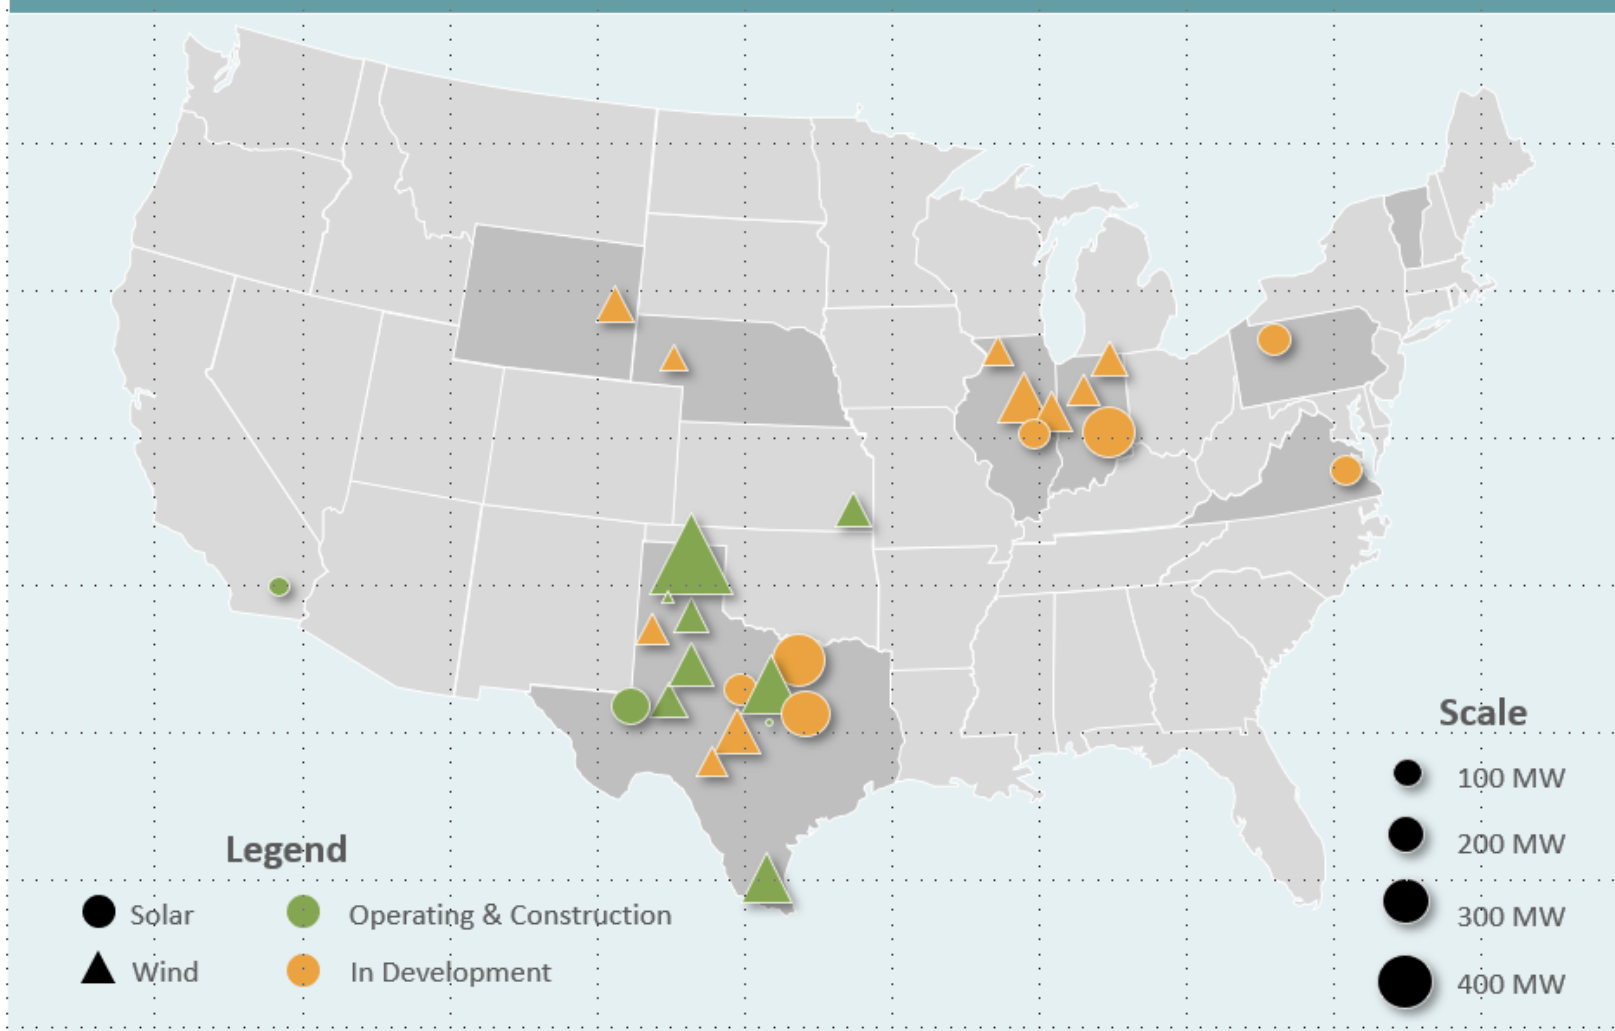 Scale
100 MW
200 MW
300 MW
400 MW
Legend
Solar
Operating & Construction
Wind
In Development